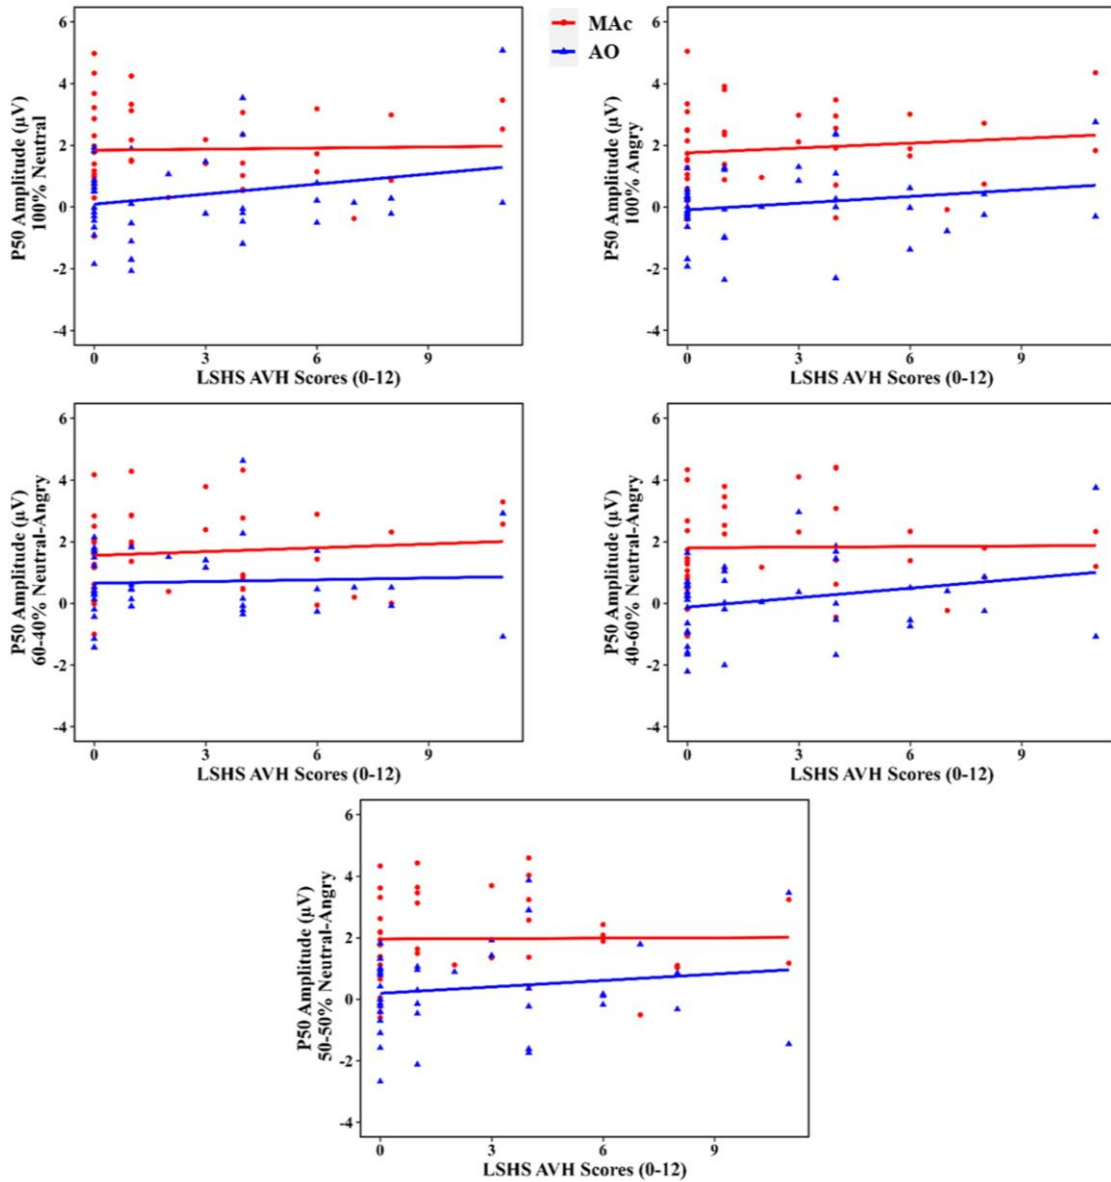 MAc
AO
P50 Amplitude (µV)
100% Neutral
6
4
2
0
-2
-4
0 3 6 9
LSHS AVH Scores (0-12)
P50 Amplitude (µV)
100% Angry
6
4
2
0
-2
-4
0 3 6 9
LSHS AVH Scores (0-12)
P50 Amplitude (µV)
60-40% Neutral-Angry
6
4
2
0
-2
-4
0 3 6 9
LSHS AVH Scores (0-12)
P50 Amplitude (µV)
40-60% Neutral-Angry
6
4
2
0
-2
-4
0 3 6 9
LSHS AVH Scores (0-12)
P50 Amplitude (µV)
50-50% Neutral-Angry
6
4
2
0
-2
-4
0 3 6 9
LSHS AVH Scores (0-12)